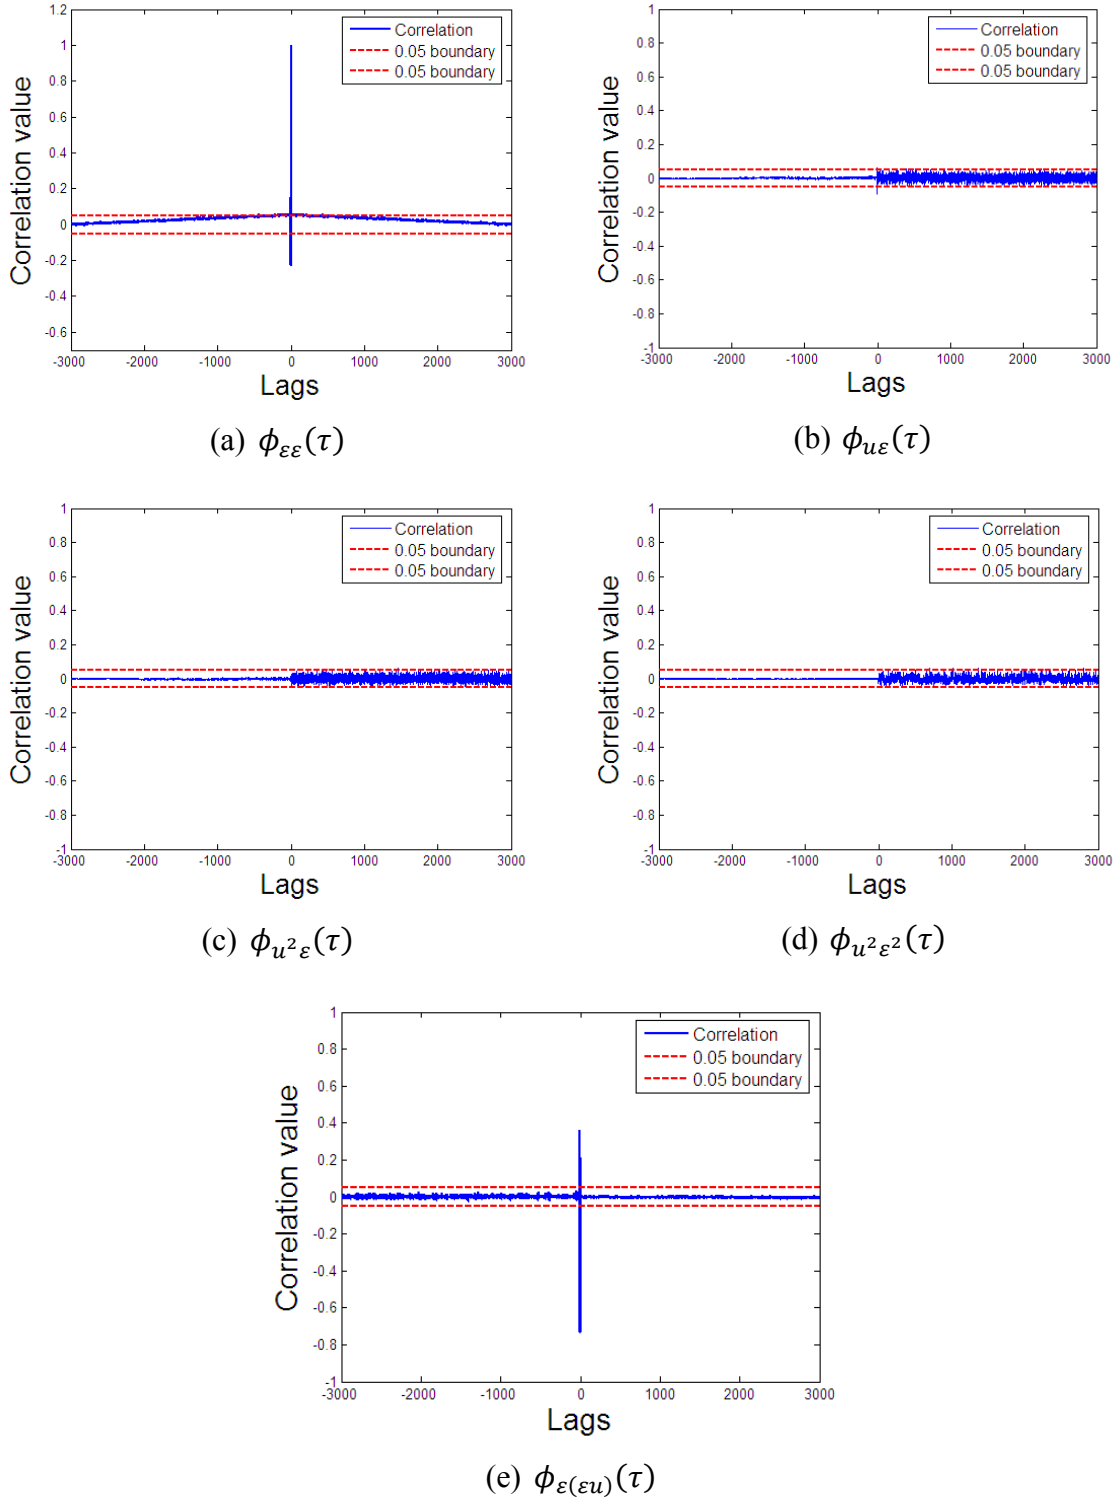 1.2
1
0.8
0.6
0.4
0.2
0
-0.2
-0.4
-0.6
-3000 -2000 -1000 0 1000 2000 3000
Correlation value
Lags
Correlation
0.05 boundary
0.05 boundary
(a) ϕεε(τ)
1
0.8
0.6
0.4
0.2
0
-0.2
-0.4
-0.6
-0.8
-1
-3000 -2000 -1000 0 1000 2000 3000
Correlation value
Lags
Correlation
0.05 boundary
0.05 boundary
(b) ϕuε(τ)
1
0.8
0.6
0.4
0.2
0
-0.2
-0.4
-0.6
-0.8
-1
-3000 -2000 -1000 0 1000 2000 3000
Correlation value
Lags
Correlation
0.05 boundary
0.05 boundary
(c) ϕu²ε(τ)
1
0.8
0.6
0.4
0.2
0
-0.2
-0.4
-0.6
-0.8
-1
-3000 -2000 -1000 0 1000 2000 3000
Correlation value
Lags
Correlation
0.05 boundary
0.05 boundary
(d) ϕu²ε²(τ)
1
0.8
0.6
0.4
0.2
0
-0.2
-0.4
-0.6
-0.8
-1
-3000 -2000 -1000 0 1000 2000 3000
Correlation value
Lags
Correlation
0.05 boundary
0.05 boundary
(e) ϕε(εu)(τ)